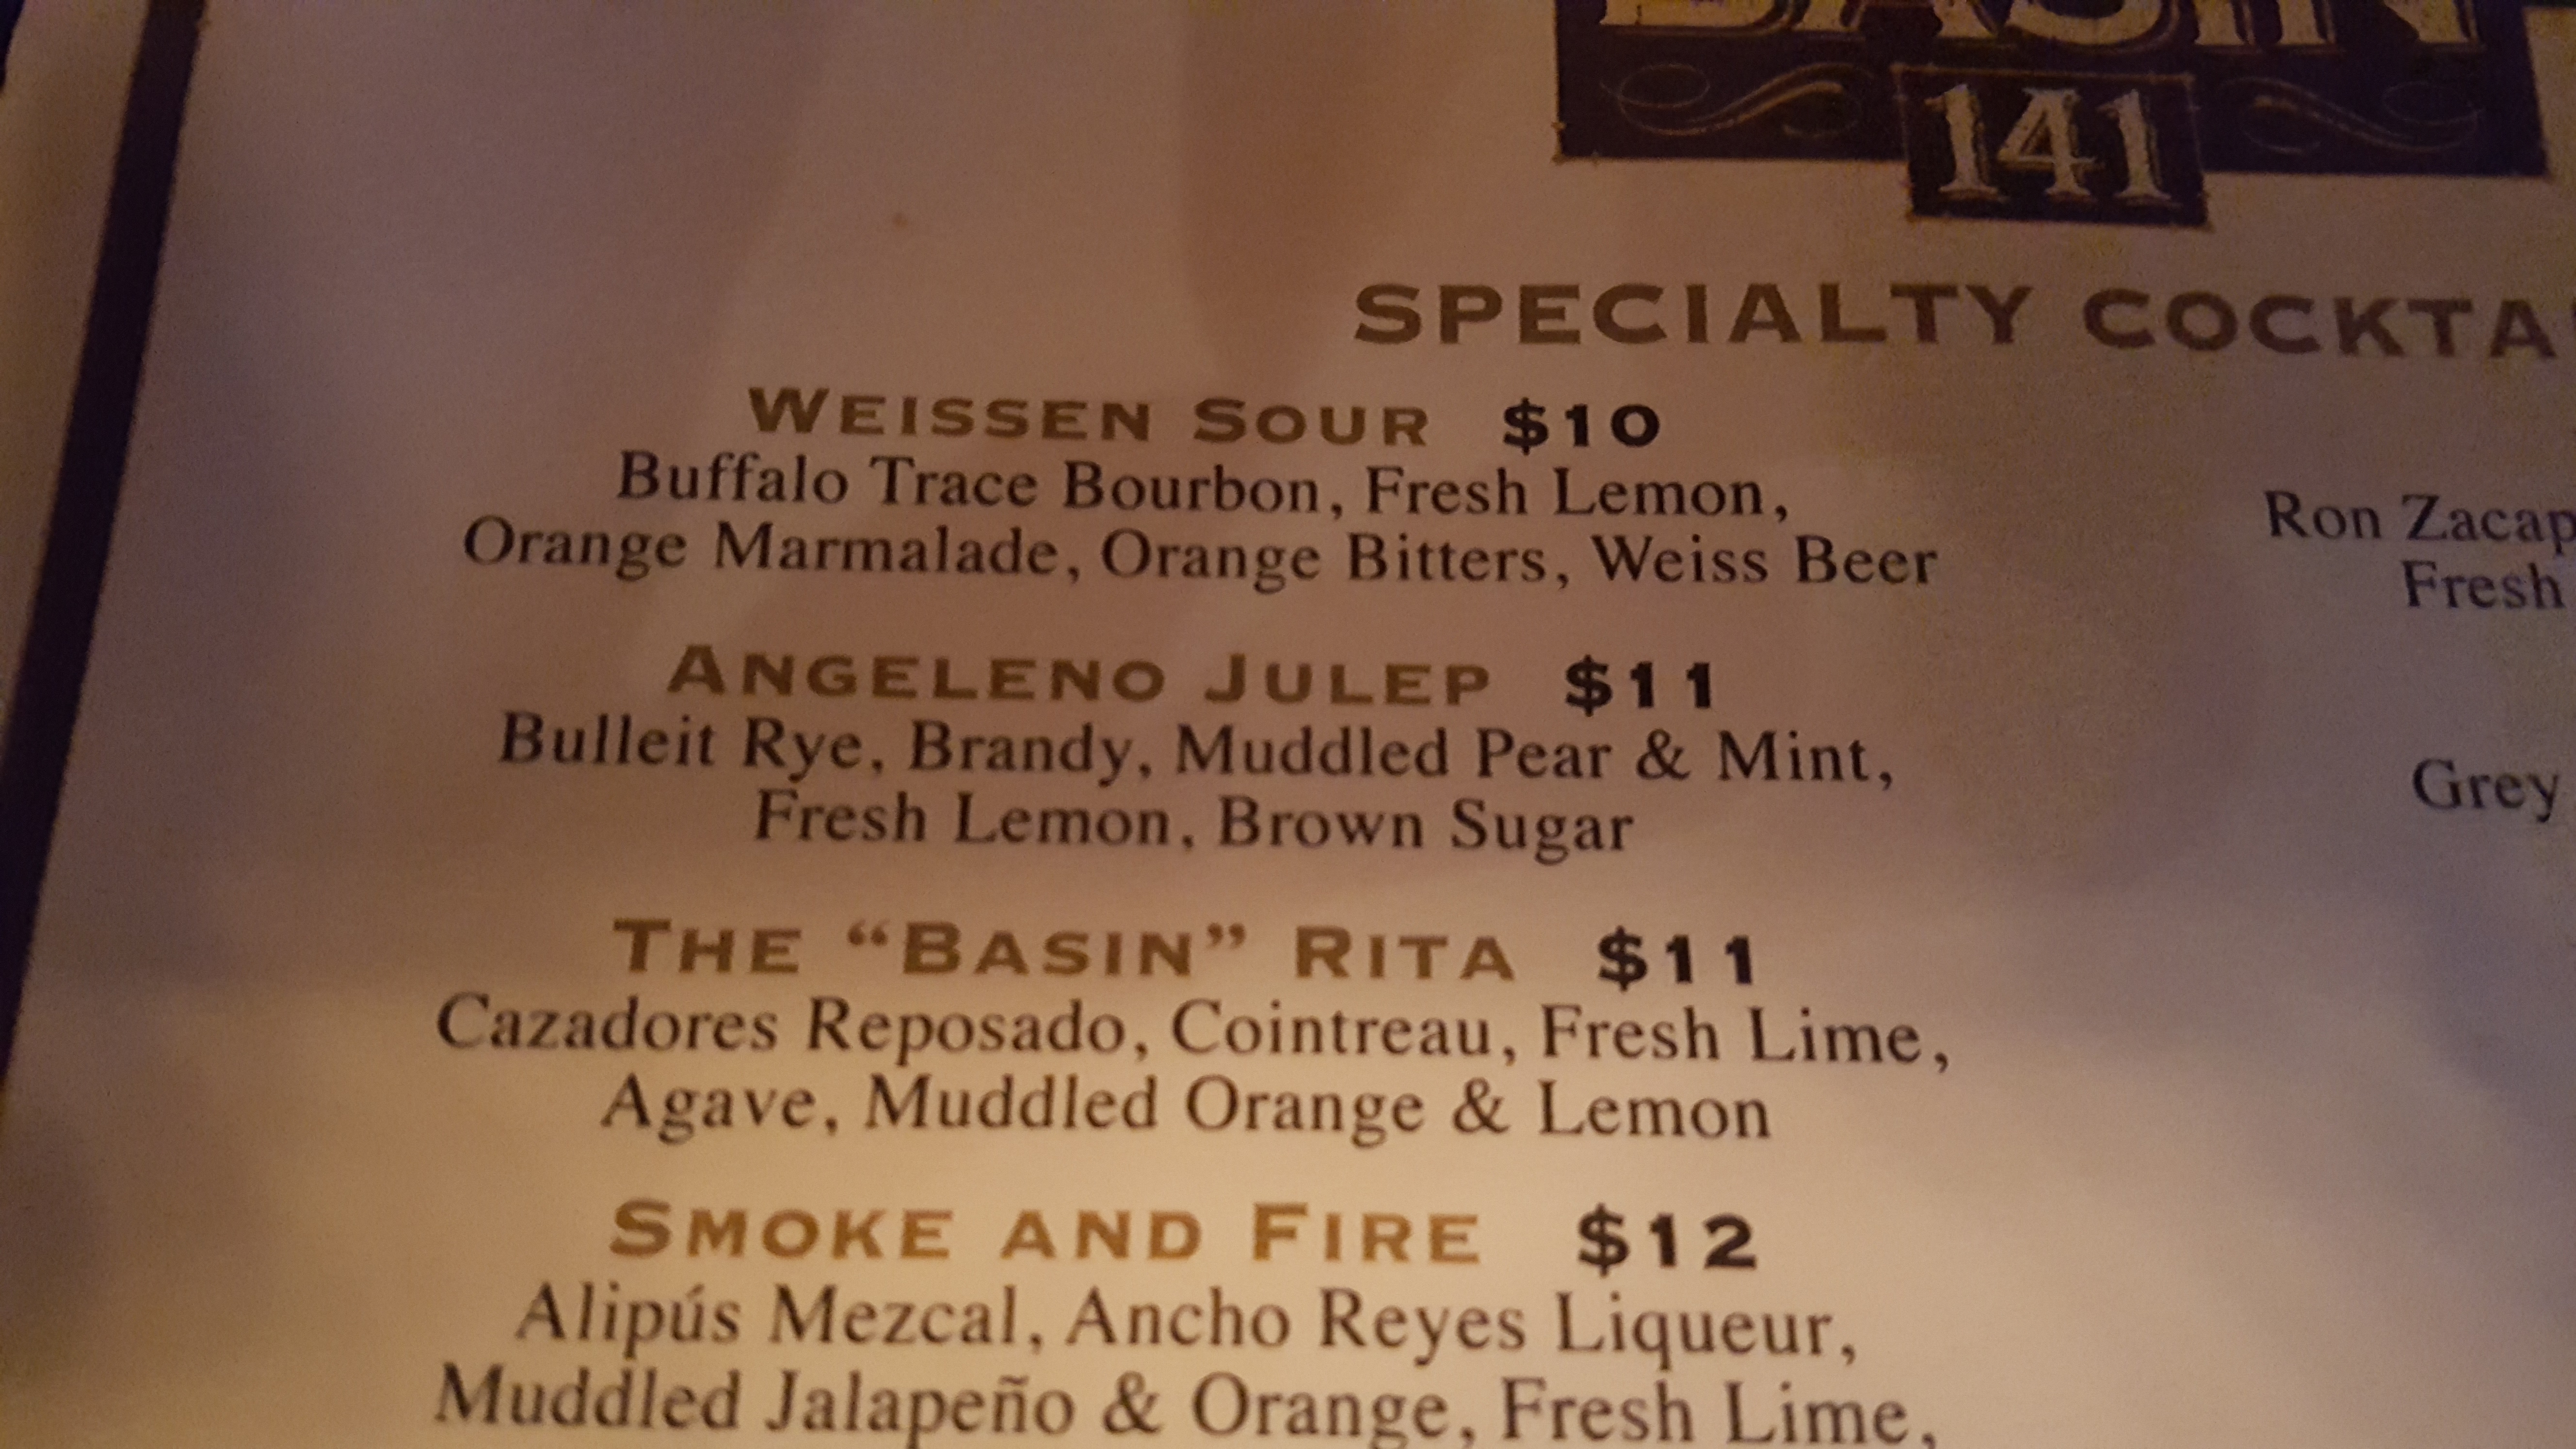 BASIN
141
SPECIALTY COCKTA
WEISSEN SOUR $10
Buffalo Trace Bourbon, Fresh Lemon,
Orange Marmalade, Orange Bitters, Weiss Beer
ANGELENO JULEP $11
Bulleit Rye, Brandy, Muddled Pear & Mint,
Fresh Lemon, Brown Sugar
THE “BASIN” RITA $11
Cazadores Reposado, Cointreau, Fresh Lime,
Agave, Muddled Orange & Lemon
SMOKE AND FIRE $12
Alipús Mezcal, Ancho Reyes Liqueur,
Muddled Jalapeño & Orange, Fresh Lime,
Ron Zacap
Fresh
Grey